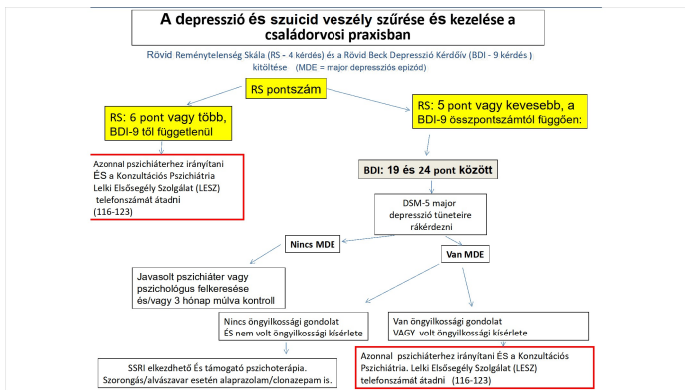 A depresszió és szuicid veszély szűrése és kezelése a
családorvosi praxisban
Rövid Reménytelenség Skála (RS - 4 kérdés) és a Rövid Beck Depresszió Kérdőív (BDI - 9 kérdés )
kitöltése (MDE = major depressziós epizód)
RS pontszám
RS: 6 pont vagy több,
BDI-9 től függetlenül
RS: 5 pont vagy kevesebb, a
BDI-9 összpontszámtól függően:
Azonnal pszichiáterhez irányítani
ÉS a Konzultációs Pszichiátria
Lelki Elsősegély Szolgálat (LESZ)
telefonszámát átadni
(116-123)
BDI: 19 és 24 pont között
DSM-5 major
depresszió tüneteire
rákérdezni
Nincs MDE
Van MDE
Javasolt pszichiáter vagy
pszichológus felkeresése
és/vagy 3 hónap múlva kontroll
Nincs öngyilkossági gondolat
ÉS nem volt öngyilkossági kísérlete
Van öngyilkossági gondolat
VAGY volt öngyilkossági kísérlete
SSRI elkezdhető És támogató pszichoterápia.
Szorongás/alvászavar esetén alaprazolam/clonazepam is.
Azonnal pszichiáterhez irányítani ÉS a Konzultációs
Pszichiátria. Lelki Elsősegély Szolgálat (LESZ)
telefonszámát átadni (116-123)